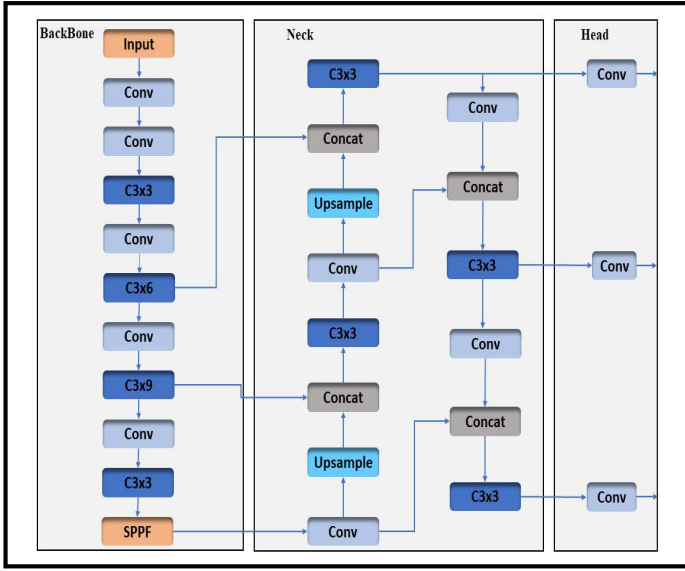 BackBone
Input
Conv
Conv
C3x3
Conv
C3x6
Conv
C3x9
Conv
C3x3
SPPF
Neck
C3x3
Concat
Upsample
Conv
C3x3
Concat
Upsample
Conv
Conv
Concat
C3x3
Conv
Concat
C3x3
Head
Conv
Conv
Conv